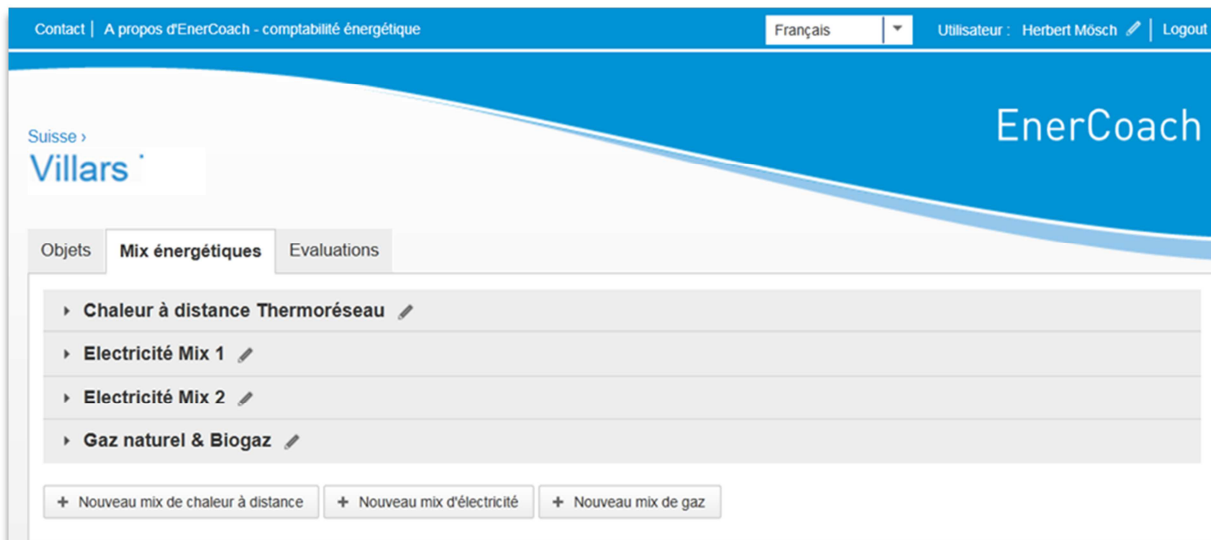 Contact | A propos d'EnerCoach - comptabilité énergétique Français Utilisateur : Herbert Mösch | Logout
EnerCoach
Suisse ›
Villars
Objets Mix énergétiques Evaluations
Chaleur à distance Thermoréseau
Electricité Mix 1
Electricité Mix 2
Gaz naturel & Biogaz
+ Nouveau mix de chaleur à distance + Nouveau mix d'électricité + Nouveau mix de gaz